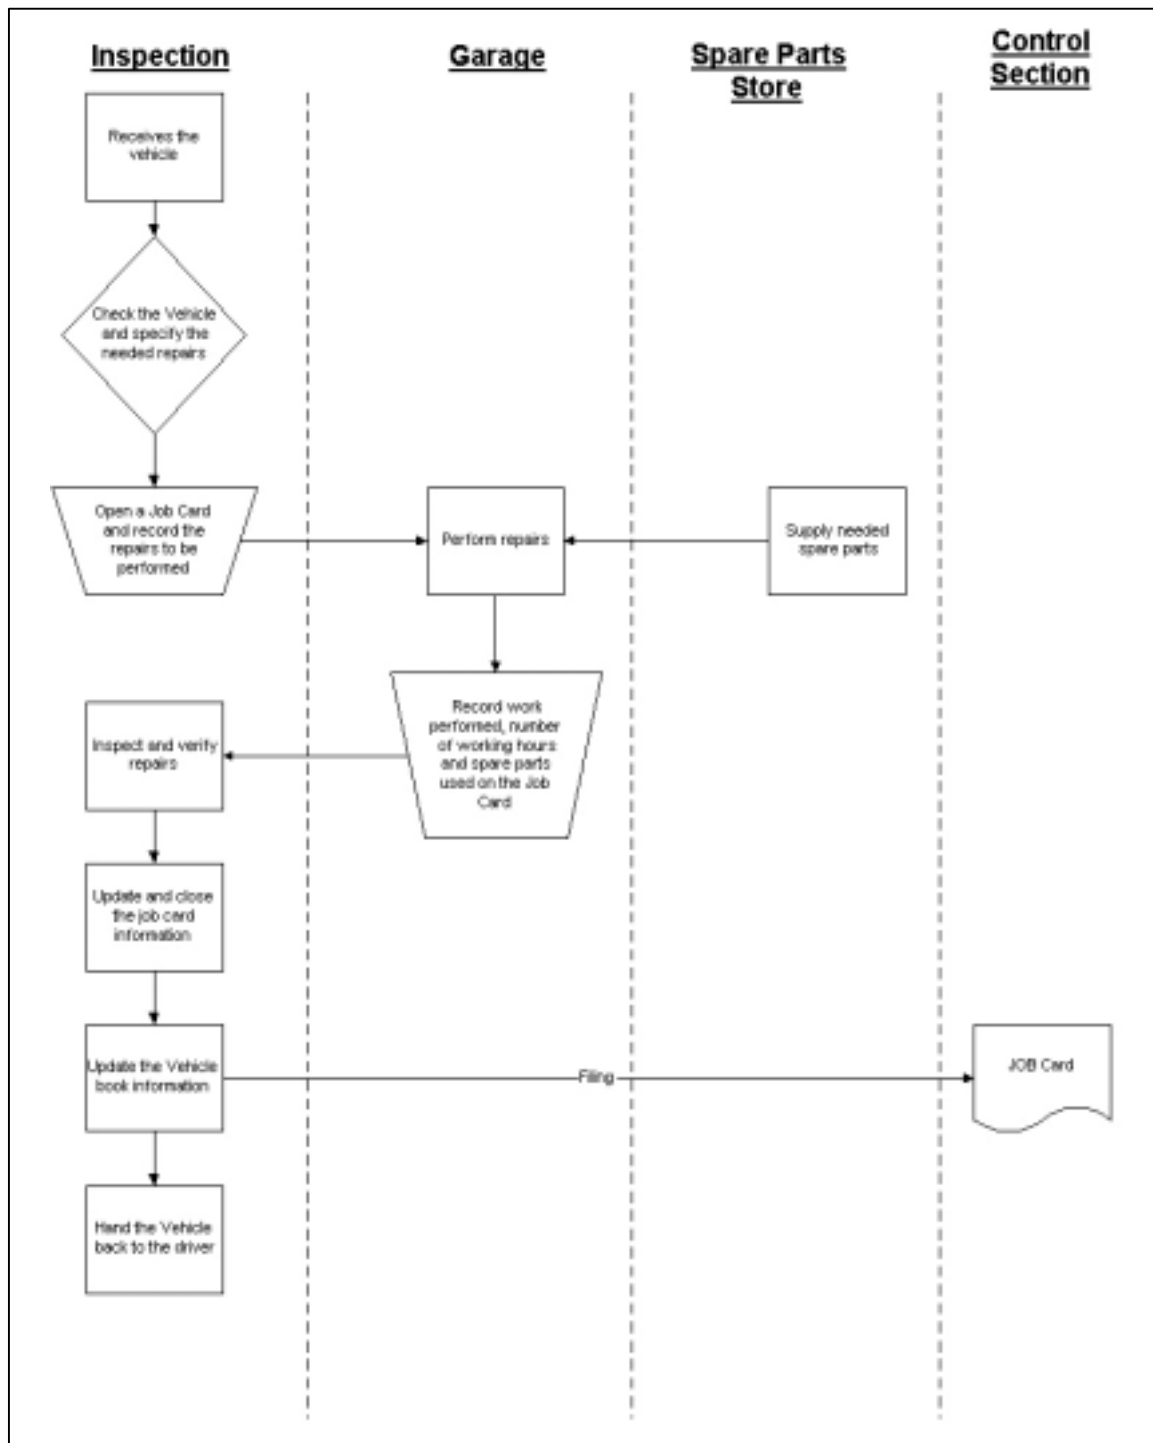 Inspection
Garage
Spare Parts
Store
Control
Section
Receives the
vehicle
Check the Vehicle
and specify the
needed repairs
Open a Job Card
and record the
repairs to be
performed
Perform repairs
Supply needed
spare parts
Record work
performed, number
of working hours
and spare parts
used on the Job
Card
Inspect and verify
repairs
Update and close
the job card
information
Update the Vehicle
book information
Filing
JOB Card
Hand the Vehicle
back to the driver